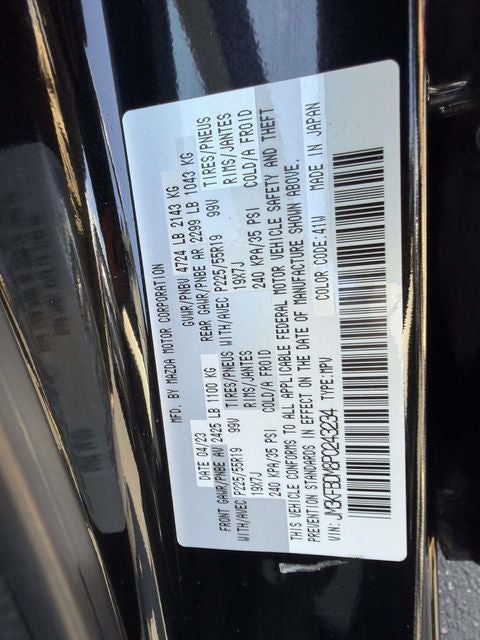 MFD. BY MAZDA MOTOR CORPORATION
DATE 04/23 GVWR/PNBV 4724 LB 2143 KG
FRONT GAWR/PNBE AV 2425 LB 1100 KG REAR GAWR/PNBE AR 2299 LB 1043 KG
WITH/AVEC P225/55R19 99V TIRES/PNEUS WITH/AVEC P225/55R19 99V TIRES/PNEUS
19X7J RIMS/JANTES 19X7J RIMS/JANTES
240 KPA/35 PSI COLD/A FROID 240 KPA/35 PSI COLD/A FROID
THIS VEHICLE CONFORMS TO ALL APPLICABLE FEDERAL MOTOR VEHICLE SAFETY AND THEFT
PREVENTION STANDARDS IN EFFECT ON THE DATE OF MANUFACTURE SHOWN ABOVE.
VIN: JM3KFBDM8P0243234 TYPE:MPV COLOR CODE:41W MADE IN JAPAN